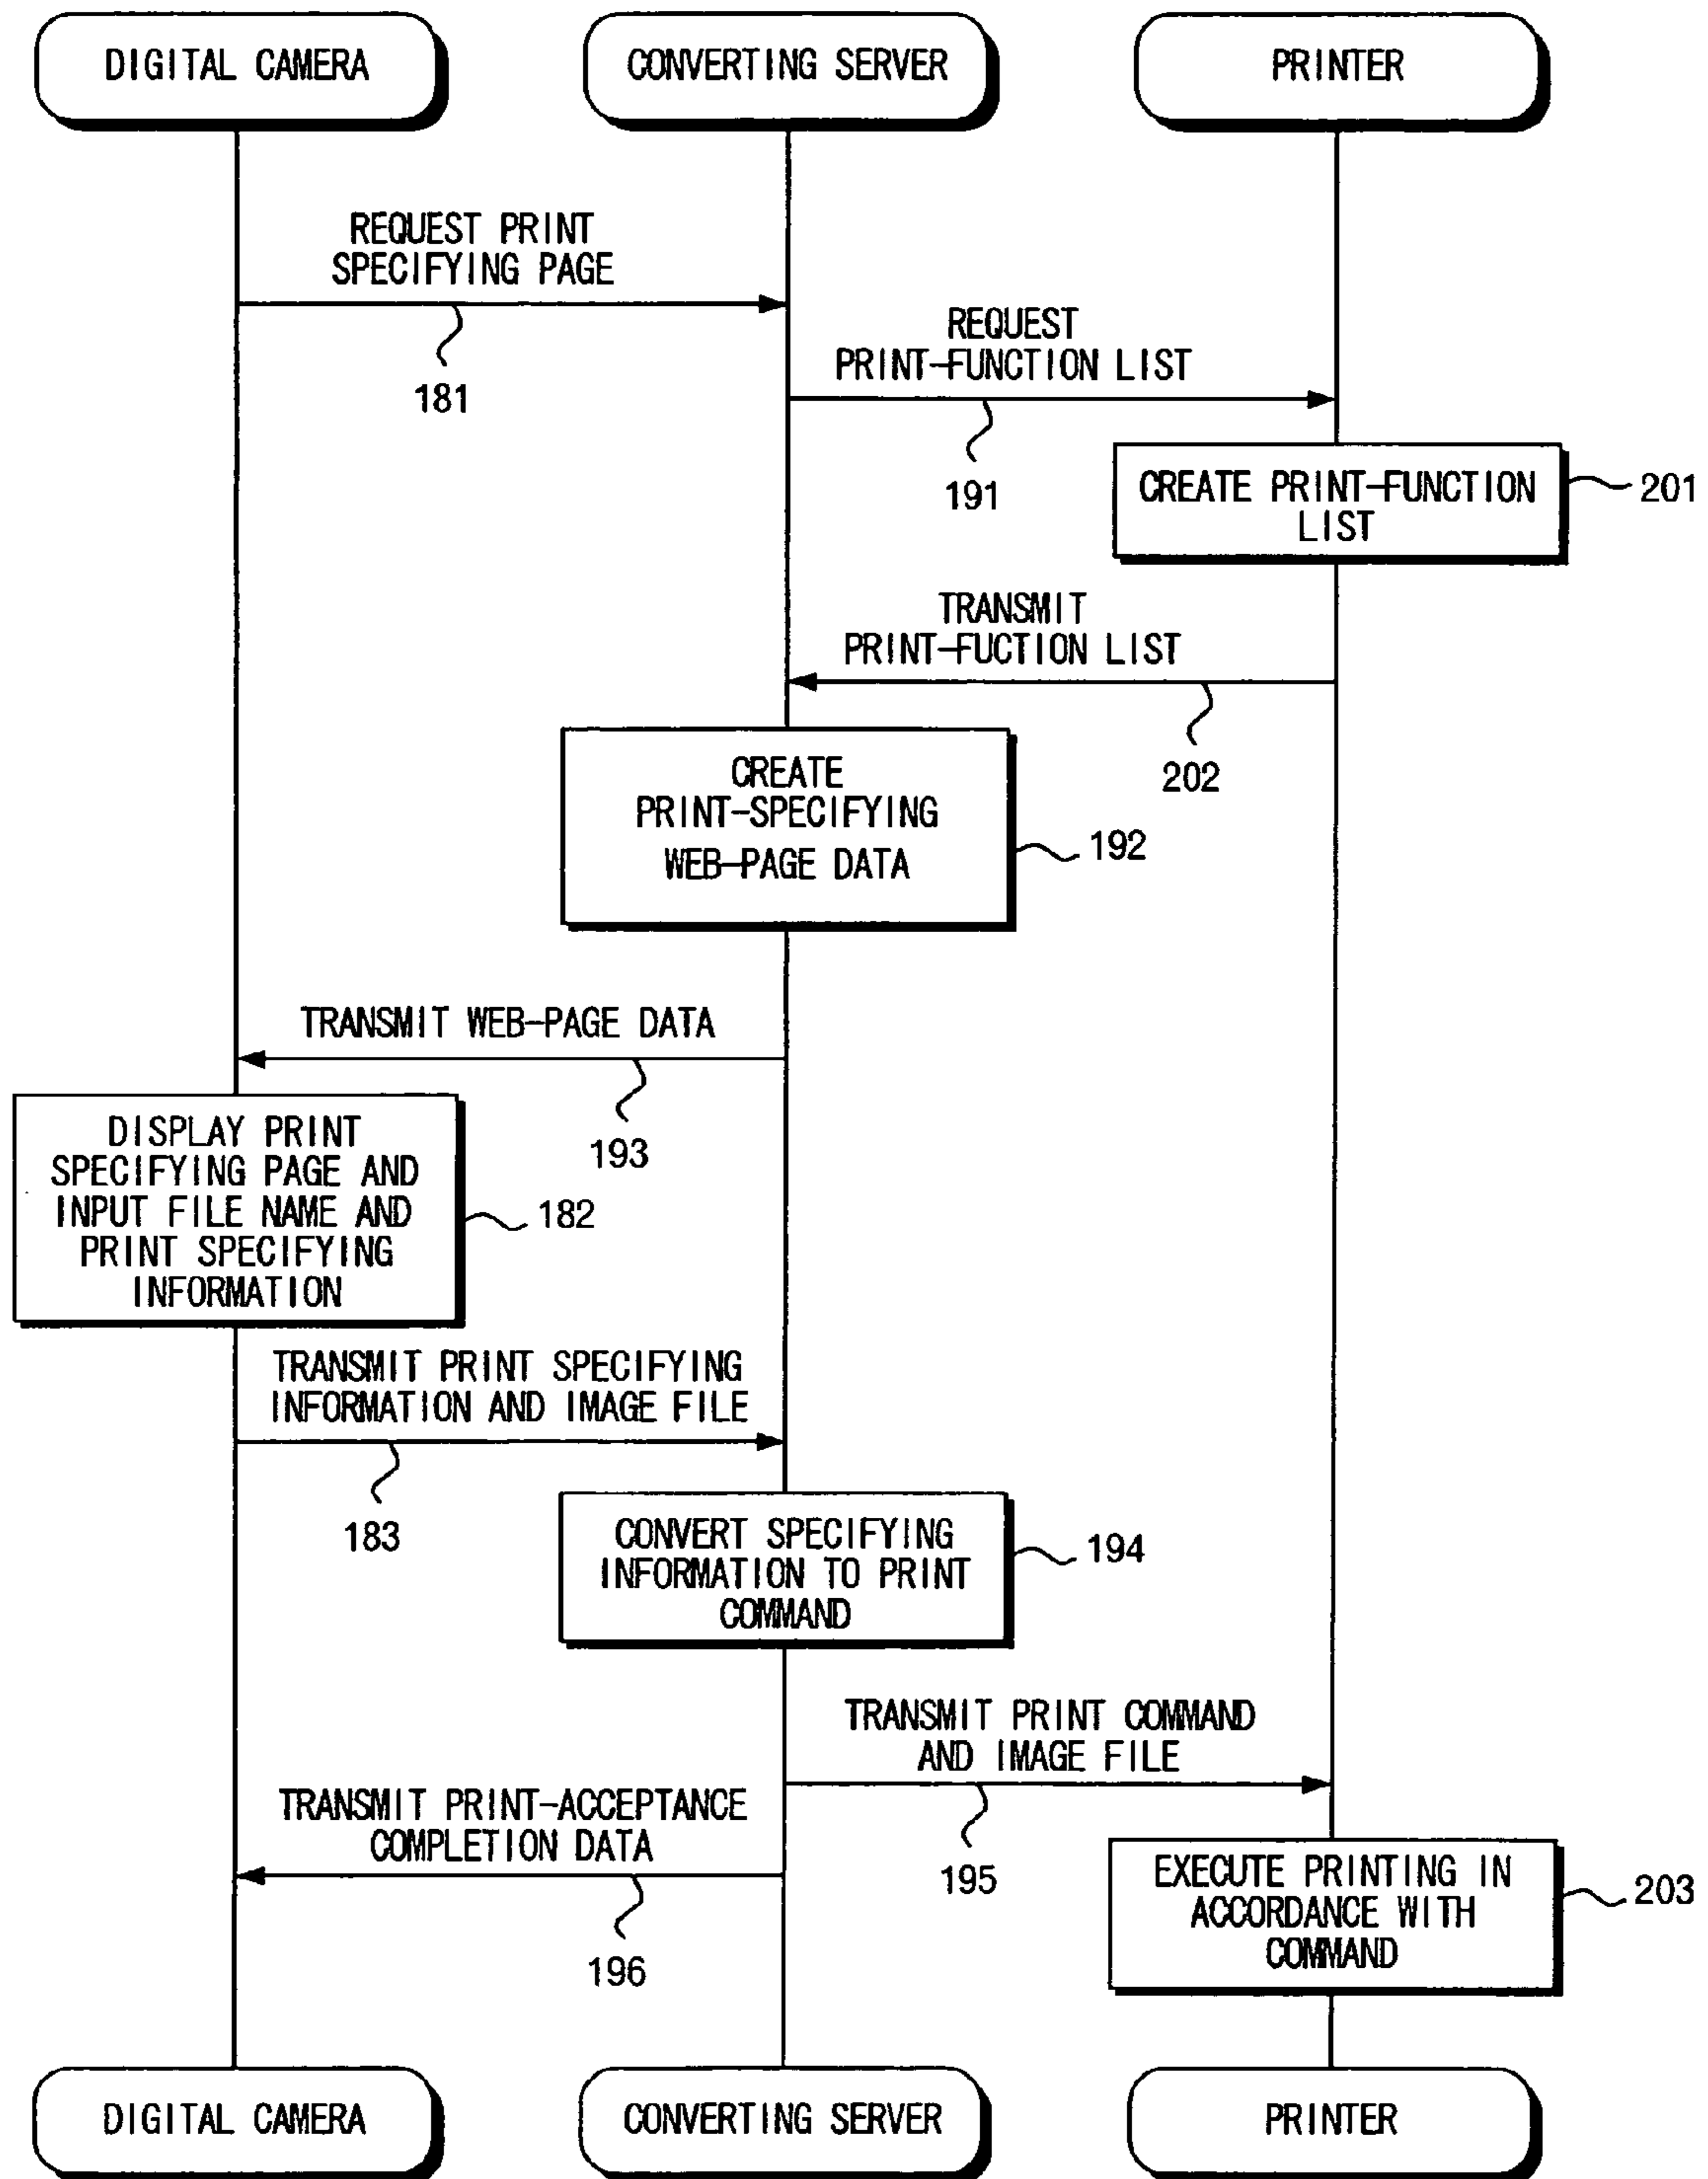 DIGITAL CAMERA
CONVERTING SERVER
PRINTER
REQUEST PRINT
SPECIFYING PAGE
181
REQUEST
PRINT-FUNCTION LIST
191
CREATE PRINT-FUNCTION
LIST
201
TRANSMIT
PRINT-FUCTION LIST
202
CREATE
PRINT-SPECIFYING
WEB-PAGE DATA
192
TRANSMIT WEB-PAGE DATA
193
DISPLAY PRINT
SPECIFYING PAGE AND
INPUT FILE NAME AND
PRINT SPECIFYING
INFORMATION
182
TRANSMIT PRINT SPECIFYING
INFORMATION AND IMAGE FILE
183
CONVERT SPECIFYING
INFORMATION TO PRINT
COMMAND
194
TRANSMIT PRINT COMMAND
AND IMAGE FILE
195
TRANSMIT PRINT-ACCEPTANCE
COMPLETION DATA
196
EXECUTE PRINTING IN
ACCORDANCE WITH
COMMAND
203
DIGITAL CAMERA
CONVERTING SERVER
PRINTER